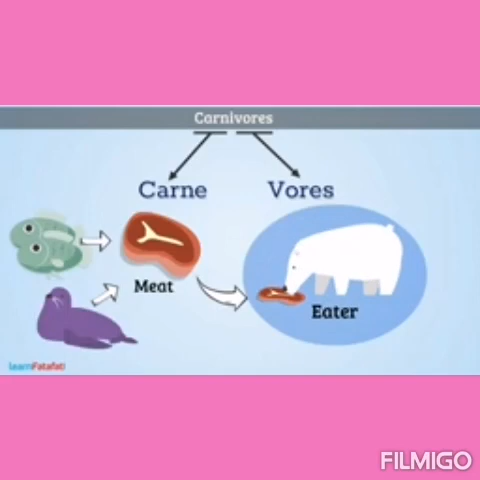 Carnivores
Carne Vores
Meat
Eater
learnFatafat
FILMIGO